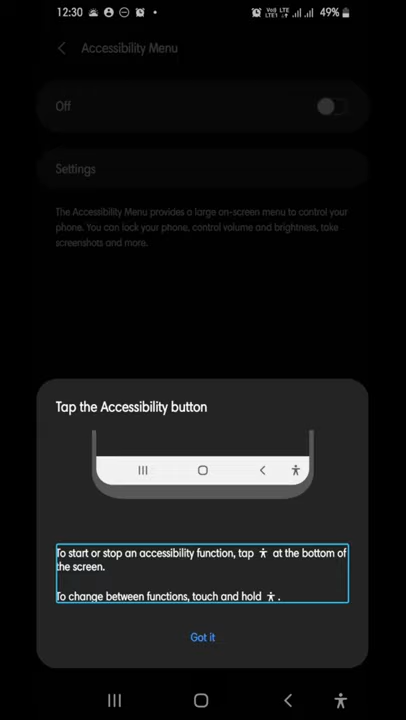 12:30
VoB LTE
LTE1 49%
Accessibility Menu
Off
Settings
The Accessibility Menu provides a large on-screen menu to control your
phone. You can lock your phone, control volume and brightness, take
screenshots and more.
Tap the Accessibility button
To start or stop an accessibility function, tap at the bottom of
the screen.
To change between functions, touch and hold .
Got it